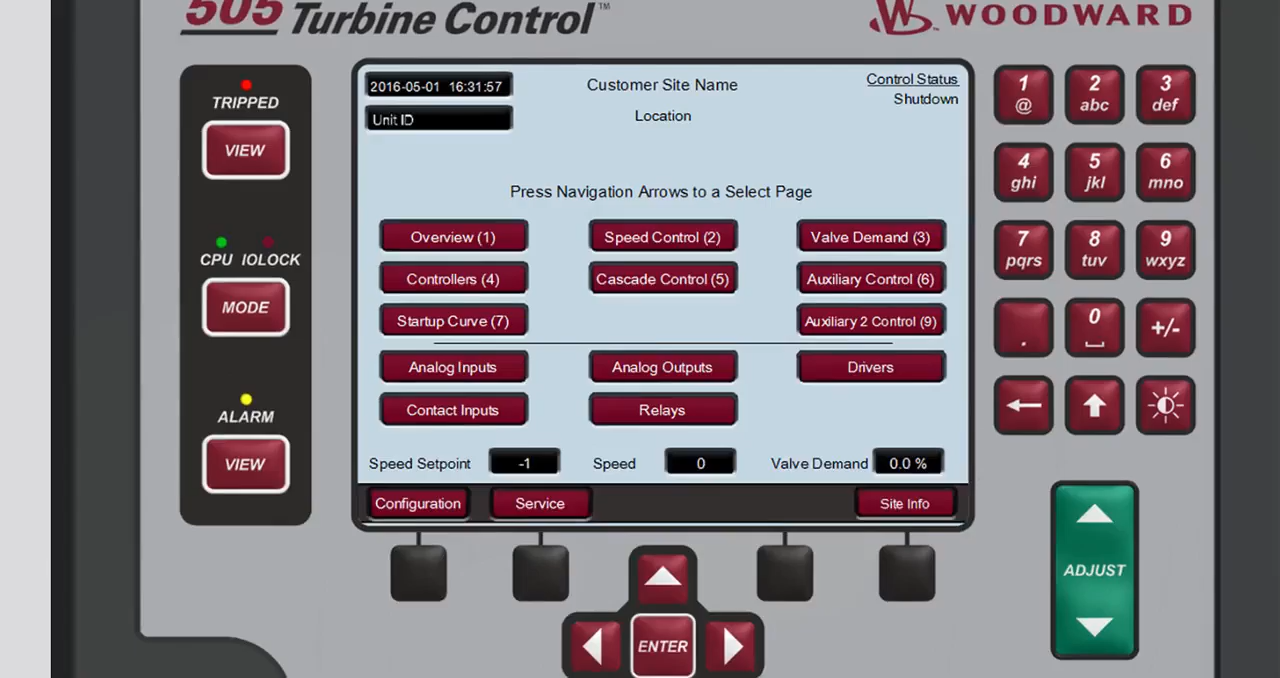 505 Turbine Control™
WOODWARD
TRIPPED
VIEW
CPU IOLOCK
MODE
ALARM
VIEW
2016-05-01 16:31:57
Unit ID
Customer Site Name
Location
Control Status
Shutdown
Press Navigation Arrows to a Select Page
Overview (1)
Speed Control (2)
Valve Demand (3)
Controllers (4)
Cascade Control (5)
Auxiliary Control (6)
Startup Curve (7)
Auxiliary 2 Control (9)
Analog Inputs
Analog Outputs
Drivers
Contact Inputs
Relays
Speed Setpoint -1 Speed 0 Valve Demand 0.0 %
Configuration
Service
Site Info
ENTER
1 @
2 abc
3 def
4 ghi
5 jkl
6 mno
7 pqrs
8 tuv
9 wxyz
.
0
+/-
ADJUST